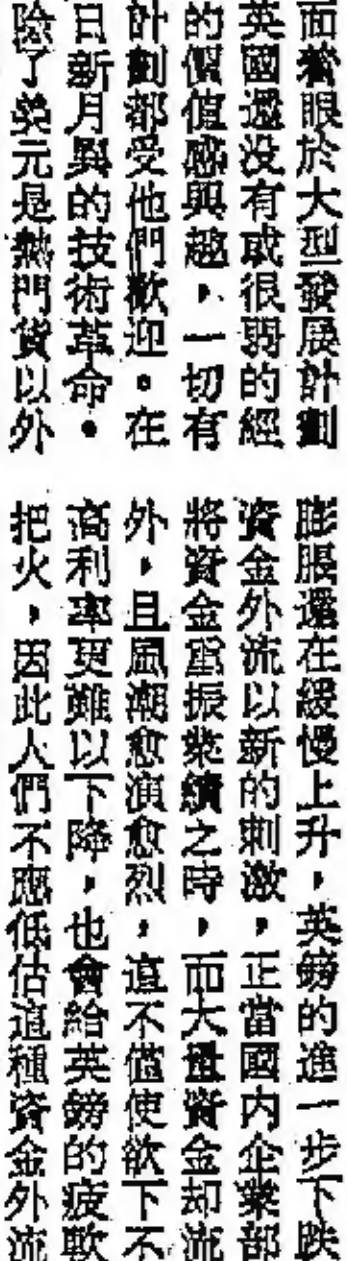 而着眼於大型發展計劃
英國還没有或很弱的經
的價值感興趣,一切有
計劃都受他們歡迎。在
日新月異的技術革命。
除了美元是熱門貨以外
膨脹還在緩慢上升,英鎊的進一步下跌
資金外流以新的刺激,正當國内企業部
將資金重振業績之時,而大量資金却流
外,且風潮愈演愈烈,這不僅使欲下不
高利率更難以下降,也會給英鎊的疲軟
把火,因此人們不應低估這種資金外流